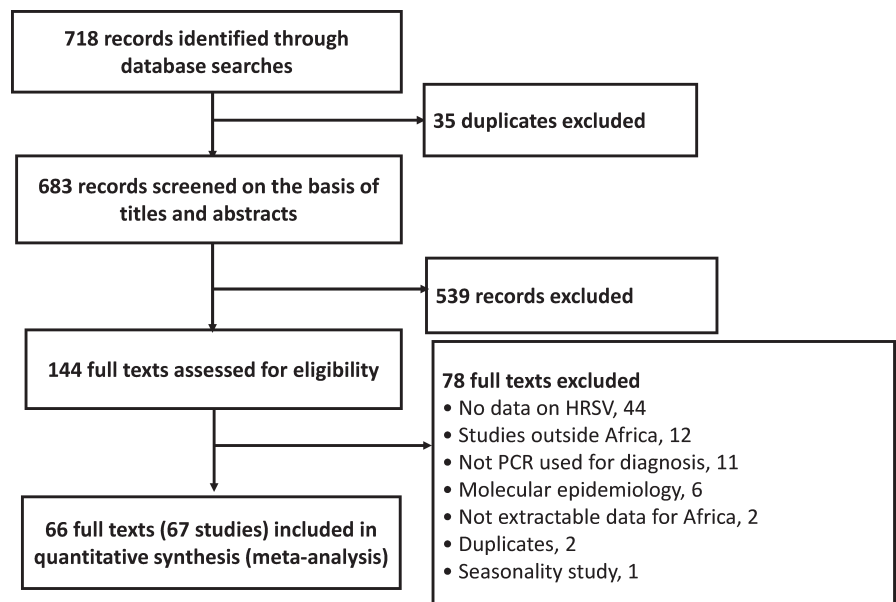 718 records identified through
database searches
35 duplicates excluded
683 records screened on the basis of
titles and abstracts
539 records excluded
144 full texts assessed for eligibility
78 full texts excluded
• No data on HRSV, 44
• Studies outside Africa, 12
• Not PCR used for diagnosis, 11
• Molecular epidemiology, 6
• Not extractable data for Africa, 2
• Duplicates, 2
• Seasonality study, 1
66 full texts (67 studies) included in
quantitative synthesis (meta-analysis)